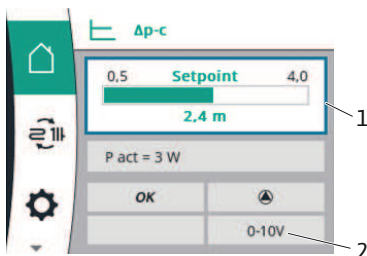 Δp-c
0,5 Setpoint 4,0
2,4 m
1
P act = 3 W
OK
0-10V
2